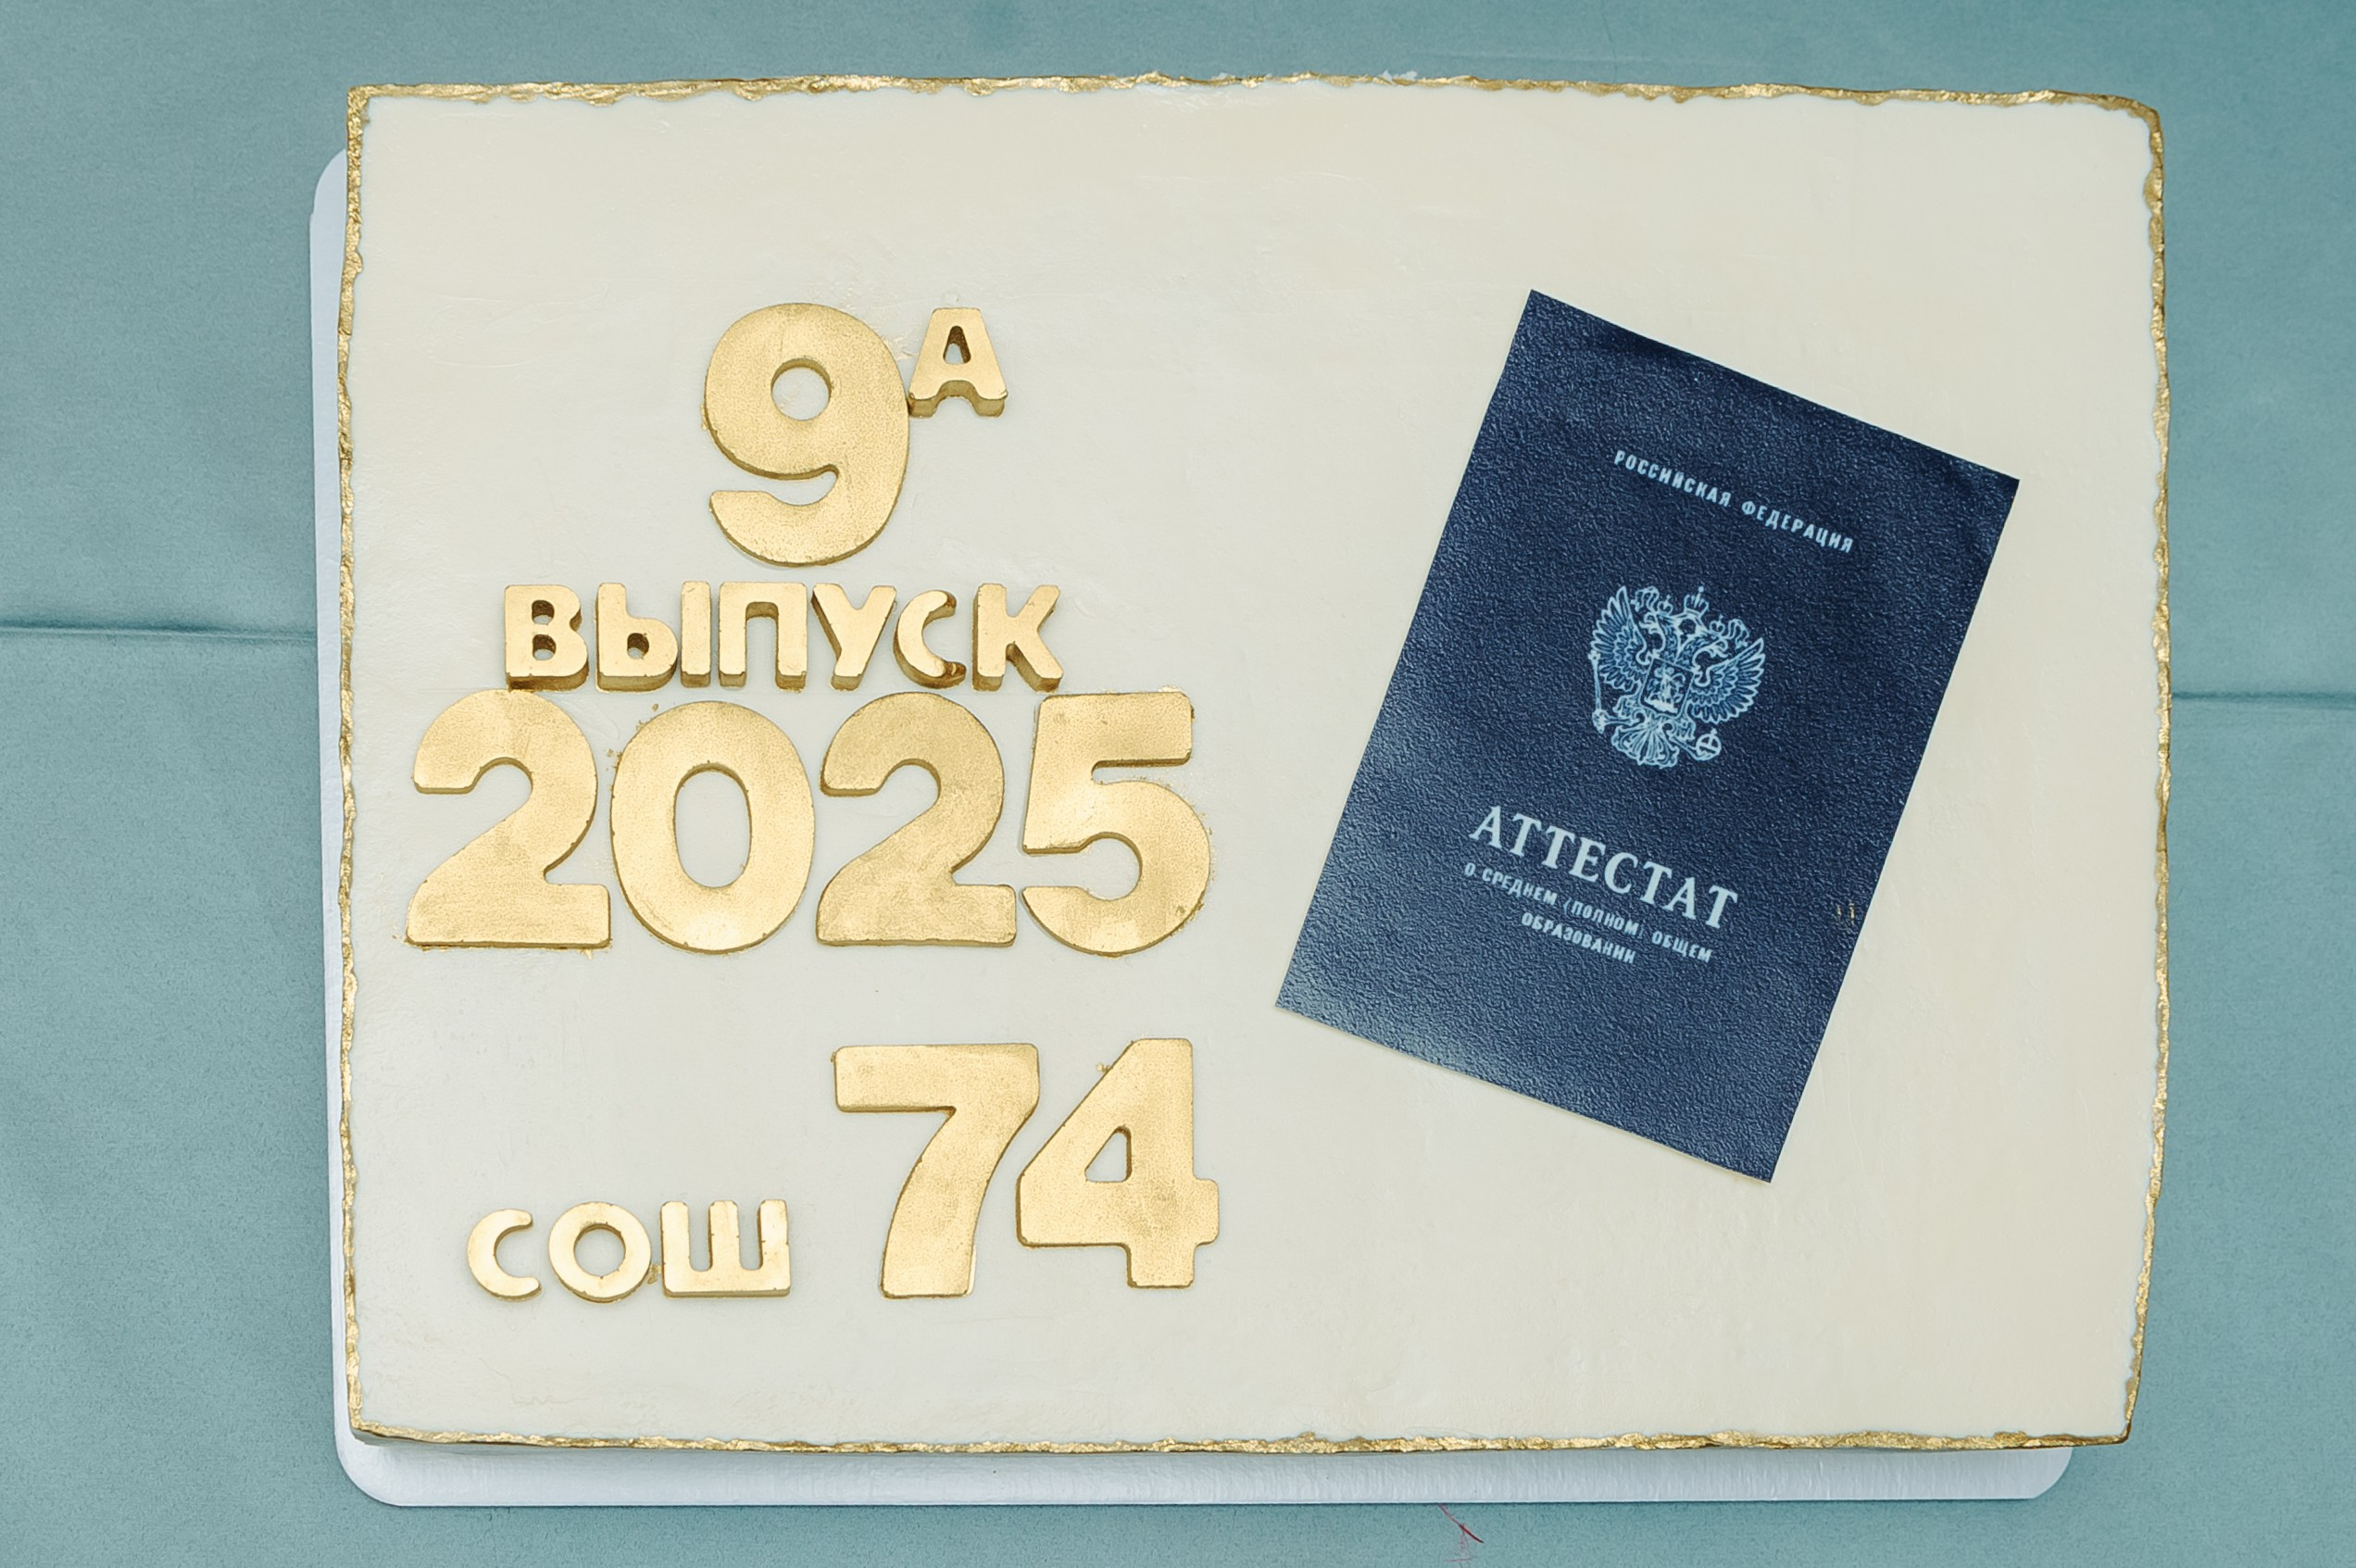 9А
ВЫПУСК
2025
СОШ 74
РОССИЙСКАЯ ФЕДЕРАЦИЯ
АТТЕСТАТ
О СРЕДНЕМ (ПОЛНОМ) ОБЩЕМ
ОБРАЗОВАНИИ